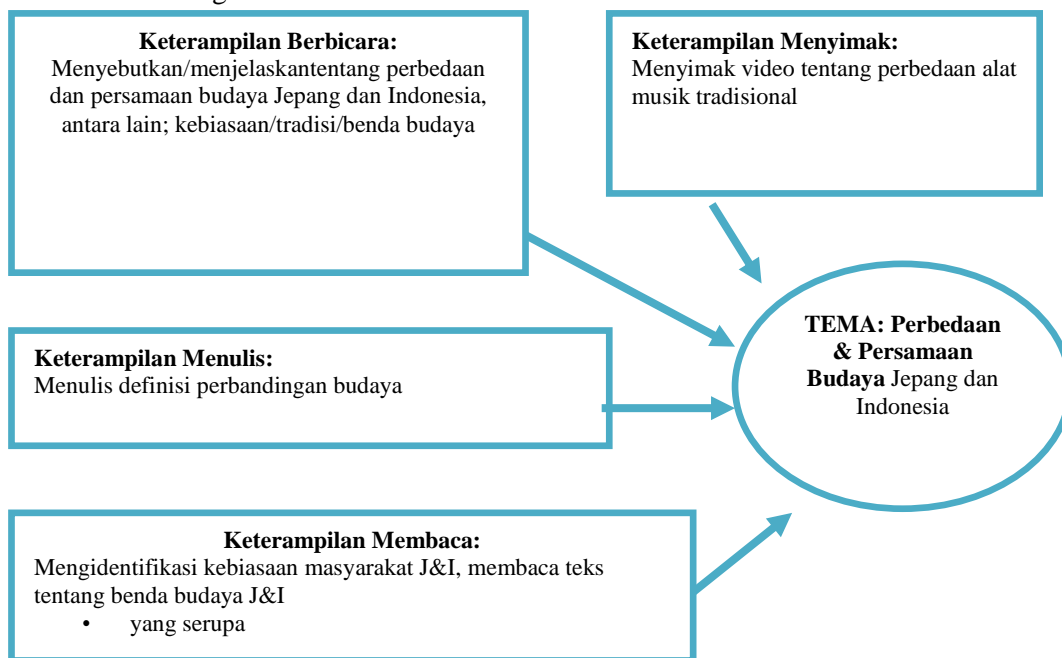 Keterampilan Berbicara:
Menyebutkan/menjelaskantentang perbedaan
dan persamaan budaya Jepang dan Indonesia,
antara lain; kebiasaan/tradisi/benda budaya
Keterampilan Menyimak:
Menyimak video tentang perbedaan alat
musik tradisional
TEMA: Perbedaan
& Persamaan
Budaya Jepang dan
Indonesia
Keterampilan Menulis:
Menulis definisi perbandingan budaya
Keterampilan Membaca:
Mengidentifikasi kebiasaan masyarakat J&I, membaca teks
tentang benda budaya J&I
• yang serupa